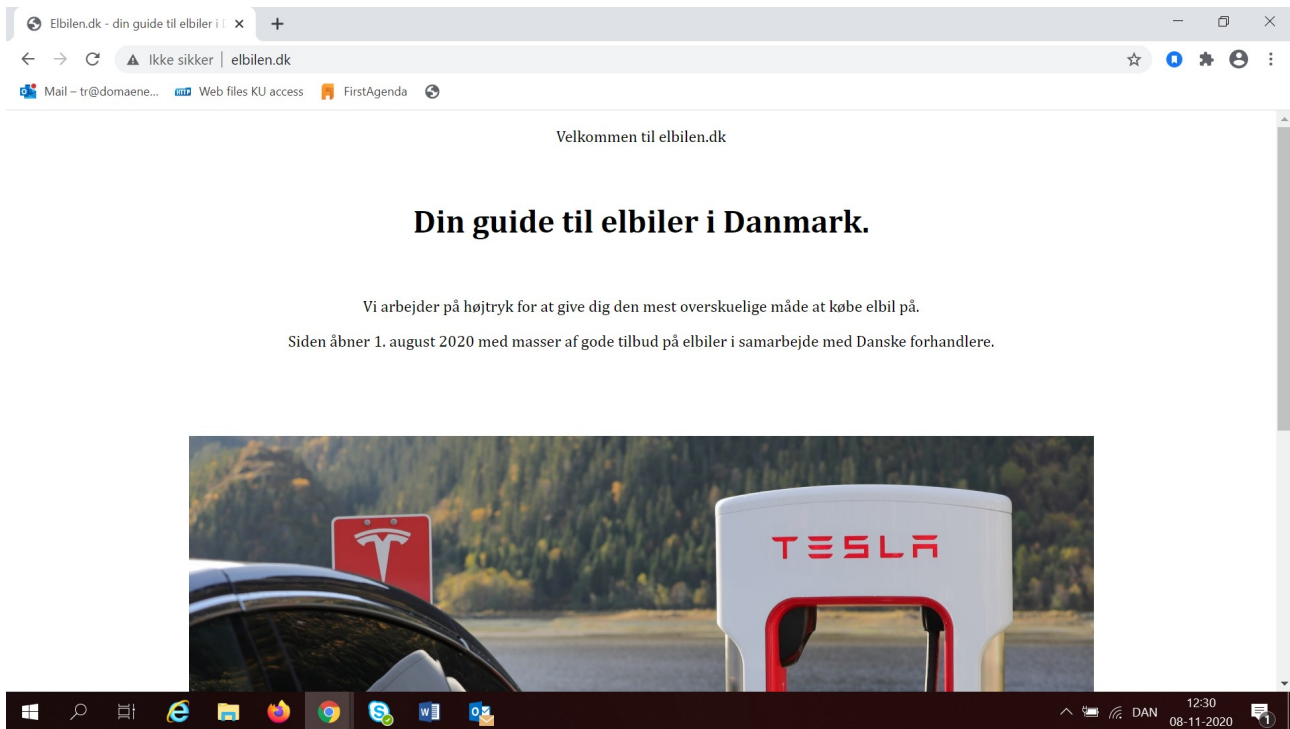 Elbilen.dk - din guide til elbiler i
Ikke sikker | elbilen.dk
Mail – tr@domaene... Web files KU access FirstAgenda
Velkommen til elbilen.dk
Din guide til elbiler i Danmark.
Vi arbejder på højtryk for at give dig den mest overskuelige måde at købe elbil på.
Siden åbner 1. august 2020 med masser af gode tilbud på elbiler i samarbejde med Danske forhandlere.
TESLA
DAN
12:30
08-11-2020
1